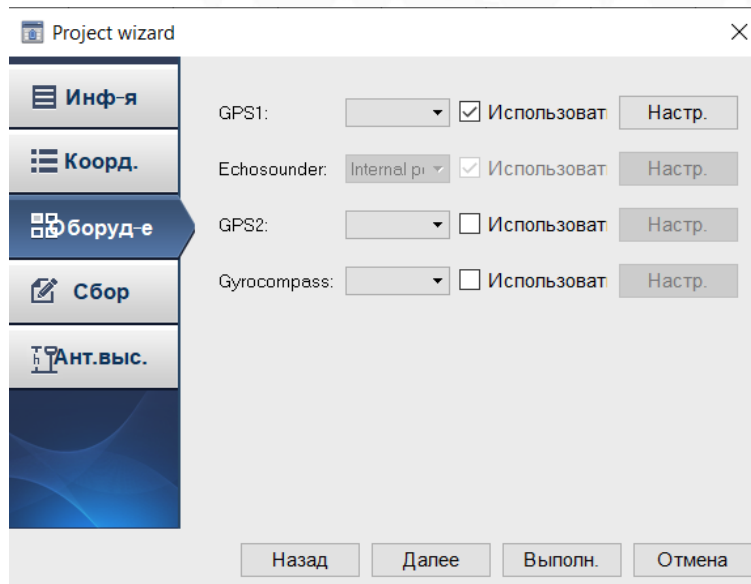 Project wizard
Инф-я
Коорд.
Оборуд-е
Сбор
Ант.выс.
GPS1: Использоват Настр.
Echosounder: Internal pr Использоват Настр.
GPS2: Использоват Настр.
Gyrocompass: Использоват Настр.
Назад Далее Выполн. Отмена